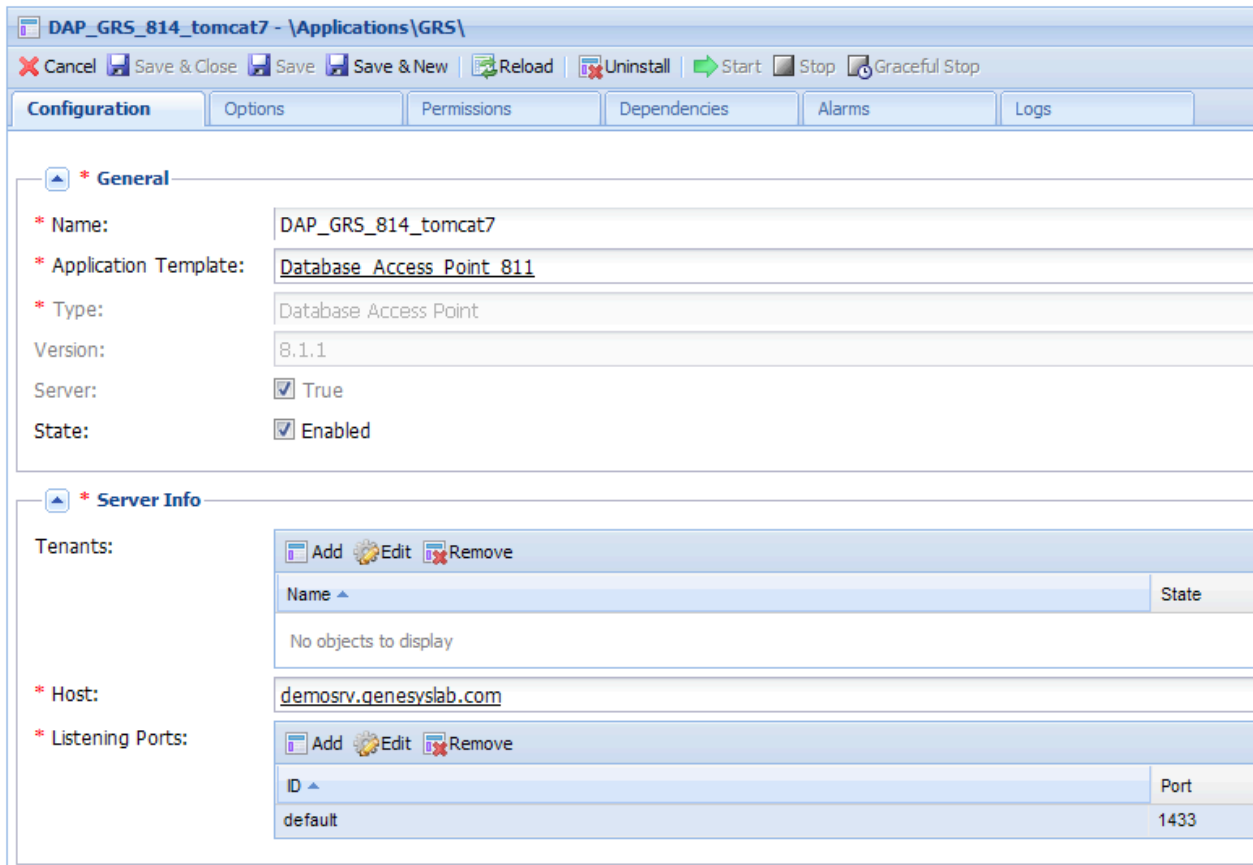 DAP_GRS_814_tomcat7 - \Applications\GRS\
Cancel Save & Close Save Save & New Reload Uninstall Start Stop Graceful Stop
Configuration Options Permissions Dependencies Alarms Logs
* General
* Name: DAP_GRS_814_tomcat7
* Application Template: Database_Access_Point_811
* Type: Database Access Point
Version: 8.1.1
Server: True
State: Enabled
* Server Info
Tenants: Add Edit Remove
Name State
No objects to display
* Host: demosrv.genesyslab.com
* Listening Ports: Add Edit Remove
ID Port
default 1433